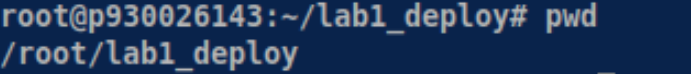 root@p930026143:~/lab1_deploy# pwd
/root/lab1_deploy